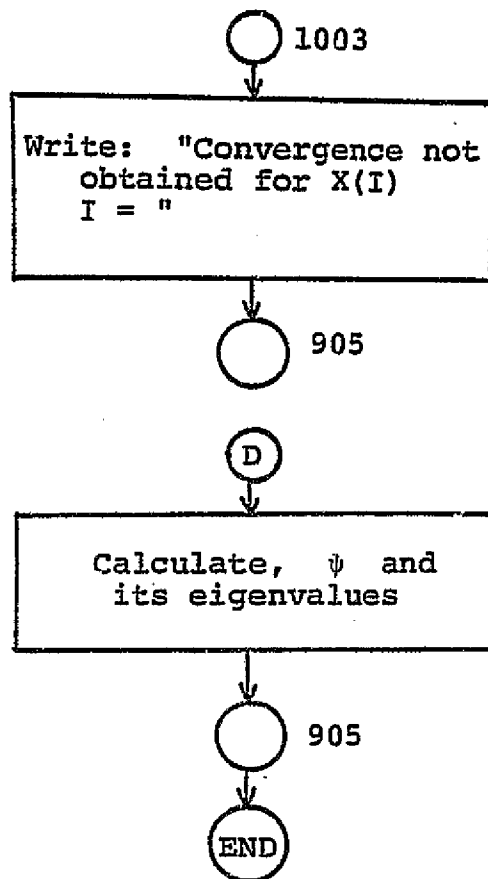 1003
Write: "Convergence not
obtained for X(I)
I = "
905
D
Calculate, ψ and
its eigenvalues
905
END